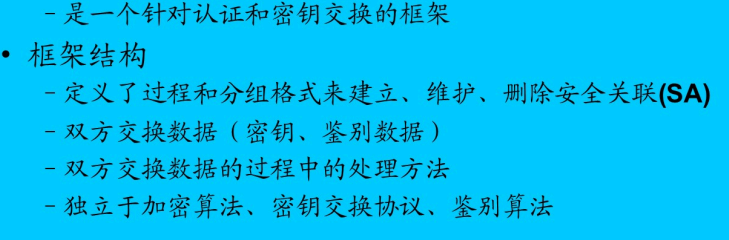 –是一个针对认证和密钥交换的框架
• 框架结构
–定义了过程和分组格式来建立、维护、删除安全关联(SA)
–双方交换数据（密钥、鉴别数据）
–双方交换数据的过程中的处理方法
–独立于加密算法、密钥交换协议、鉴别算法